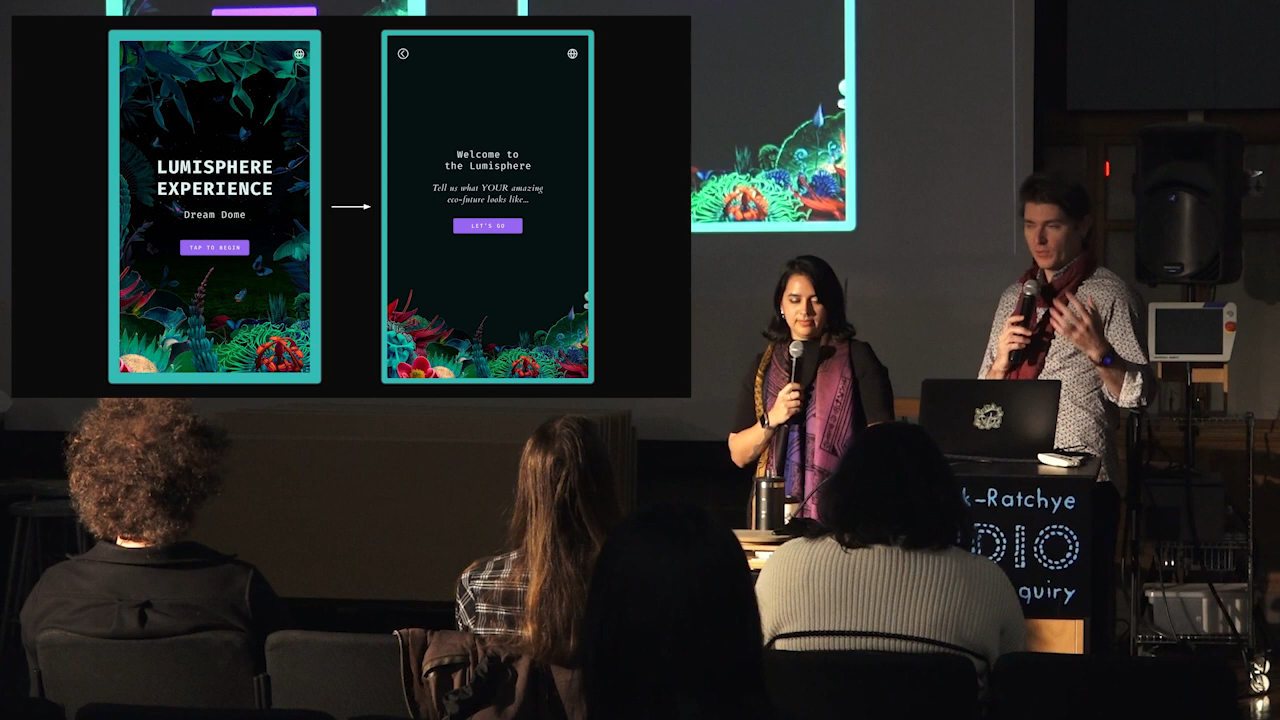 LUMISPHERE
EXPERIENCE
Dream Dome
TAP TO BEGIN
Welcome to
the Lumisphere
Tell us what YOUR amazing
eco-future looks like...
LET'S GO
k-Ratchye
DIO
quiry